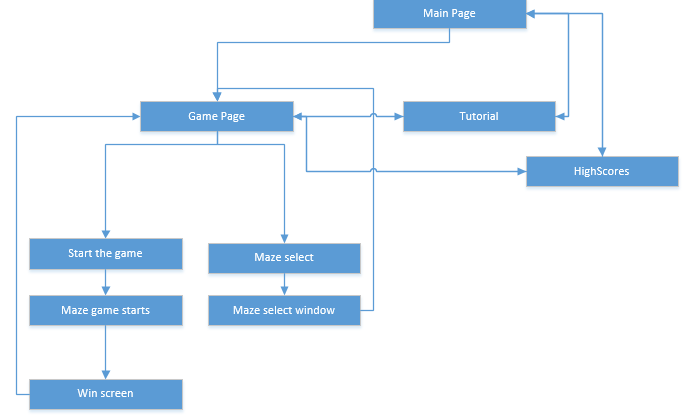 Main Page
Game Page
Tutorial
HighScores
Start the game
Maze select
Maze game starts
Maze select window
Win screen